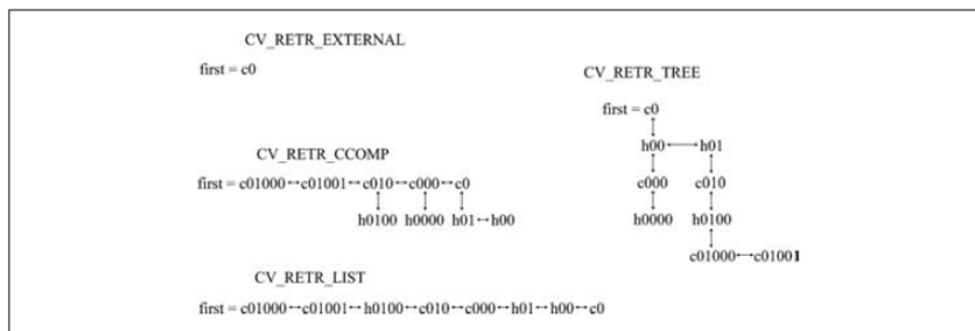 CV_RETR_EXTERNAL
first = c0
CV_RETR_CCOMP
first = c01000↔c01001↔c010↔c000↔c0
h0100 h0000 h01↔h00
CV_RETR_LIST
first = c01000↔c01001↔h0100↔c010↔c000↔h01↔h00↔c0
CV_RETR_TREE
first = c0
h00↔h01
c000 c010
h0000 h0100
c01000↔c01001